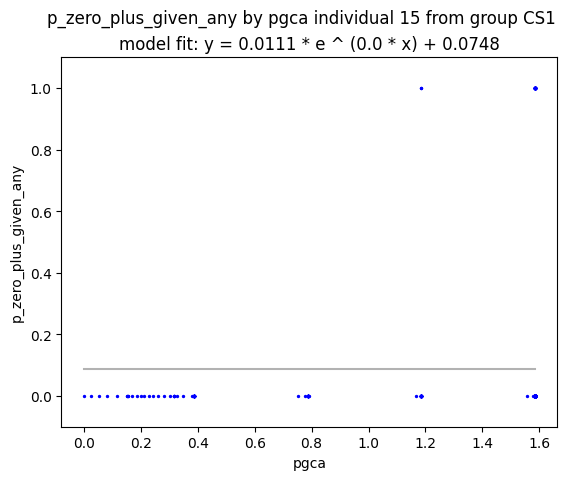 p_zero_plus_given_any by pgca individual 15 from group CS1
model fit: y = 0.0111 * e ^ (0.0 * x) + 0.0748
1.0
0.8
0.6
0.4
0.2
0.0
p_zero_plus_given_any
0.0 0.2 0.4 0.6 0.8 1.0 1.2 1.4 1.6
pgca